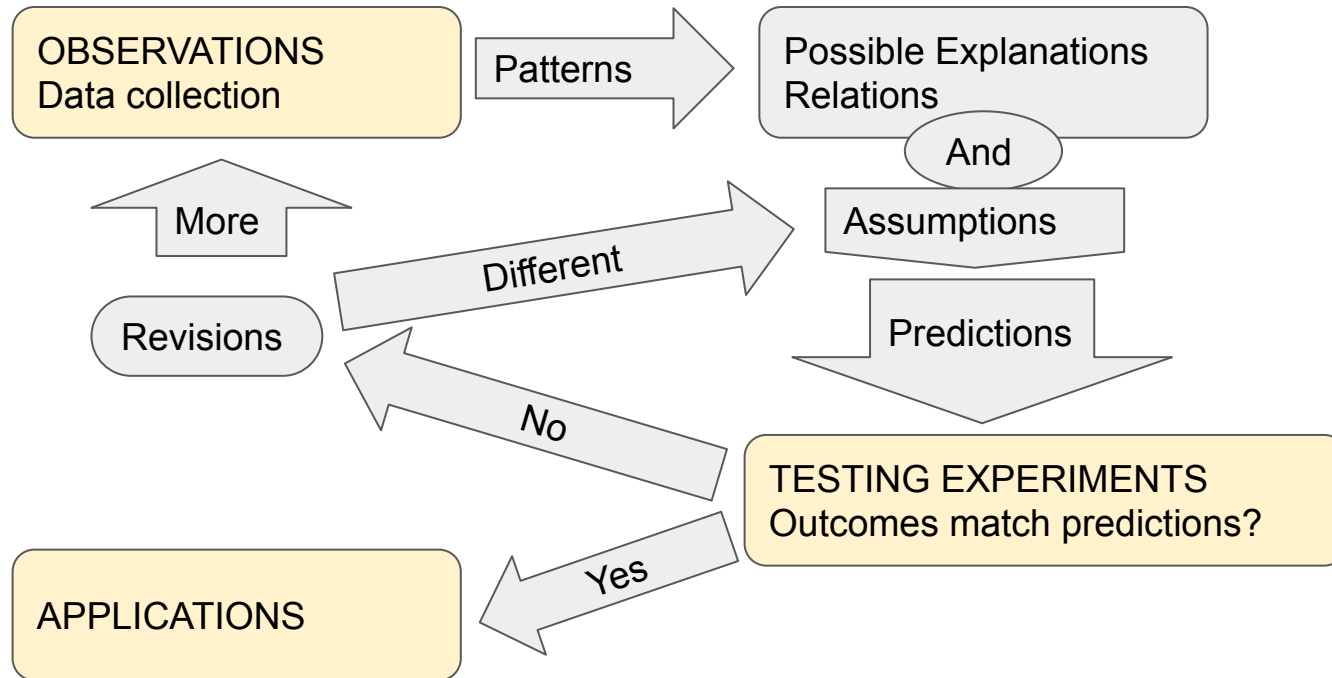 OBSERVATIONS
Data collection
Patterns
Possible Explanations
Relations
And
Assumptions
More
Different
Revisions
Predictions
No
TESTING EXPERIMENTS
Outcomes match predictions?
Yes
APPLICATIONS